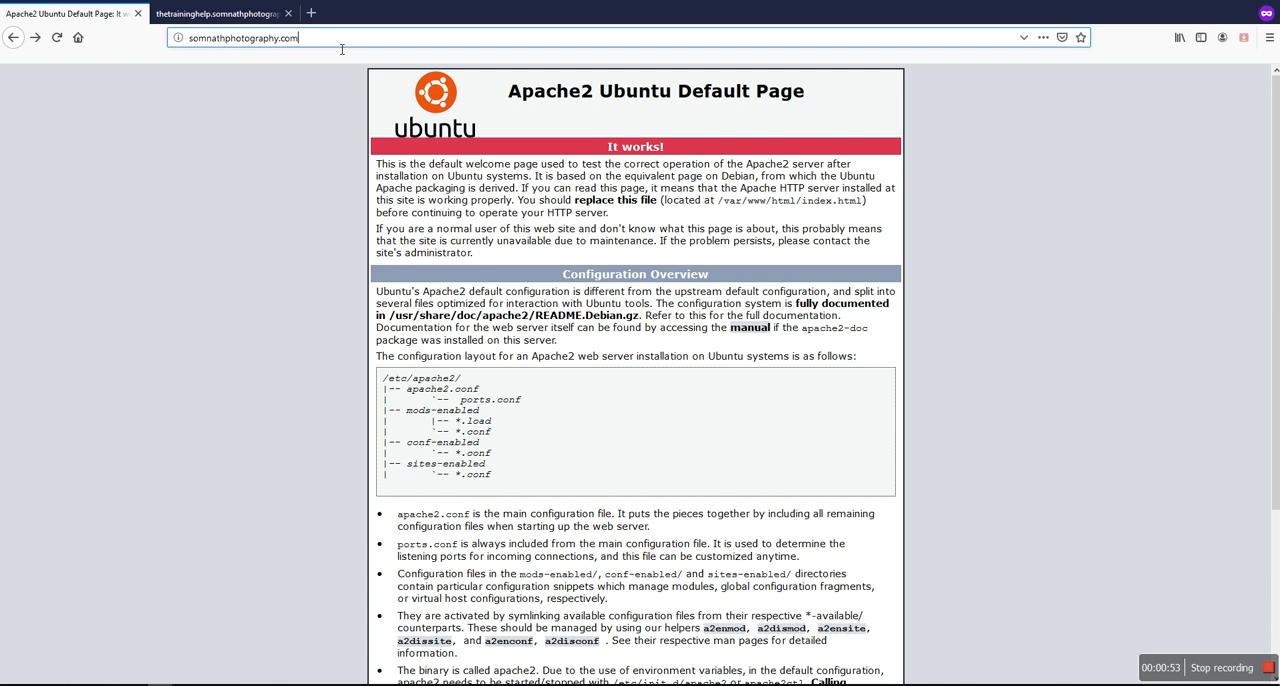 Apache2 Ubuntu Default Page: It w
thetraininghelp.somnathphotogra
somnathphotography.com
ubuntu
Apache2 Ubuntu Default Page
It works!
This is the default welcome page used to test the correct operation of the Apache2 server after
installation on Ubuntu systems. It is based on the equivalent page on Debian, from which the Ubuntu
Apache packaging is derived. If you can read this page, it means that the Apache HTTP server installed at
this site is working properly. You should replace this file (located at /var/www/html/index.html)
before continuing to operate your HTTP server.
If you are a normal user of this web site and don't know what this page is about, this probably means
that the site is currently unavailable due to maintenance. If the problem persists, please contact the
site's administrator.
Configuration Overview
Ubuntu's Apache2 default configuration is different from the upstream default configuration, and split into
several files optimized for interaction with Ubuntu tools. The configuration system is fully documented
in /usr/share/doc/apache2/README.Debian.gz. Refer to this for the full documentation.
Documentation for the web server itself can be found by accessing the manual if the apache2-doc
package was installed on this server.
The configuration layout for an Apache2 web server installation on Ubuntu systems is as follows:
/etc/apache2/
|-- apache2.conf
|       `--  ports.conf
|-- mods-enabled
|       |-- *.load
|       `-- *.conf
|-- conf-enabled
|       `-- *.conf
|-- sites-enabled
|       `-- *.conf
• apache2.conf is the main configuration file. It puts the pieces together by including all remaining
configuration files when starting up the web server.
• ports.conf is always included from the main configuration file. It is used to determine the
listening ports for incoming connections, and this file can be customized anytime.
• Configuration files in the mods-enabled/, conf-enabled/ and sites-enabled/ directories
contain particular configuration snippets which manage modules, global configuration fragments,
or virtual host configurations, respectively.
• They are activated by symlinking available configuration files from their respective *-available/
counterparts. These should be managed by using our helpers a2enmod, a2dismod, a2ensite,
a2dissite, and a2enconf, a2disconf . See their respective man pages for detailed
information.
• The binary is called apache2. Due to the use of environment variables, in the default configuration,
apache2 needs to be started/stopped with /etc/init.d/apache2 or apache2ctl. Calling
00:00:53 Stop recording